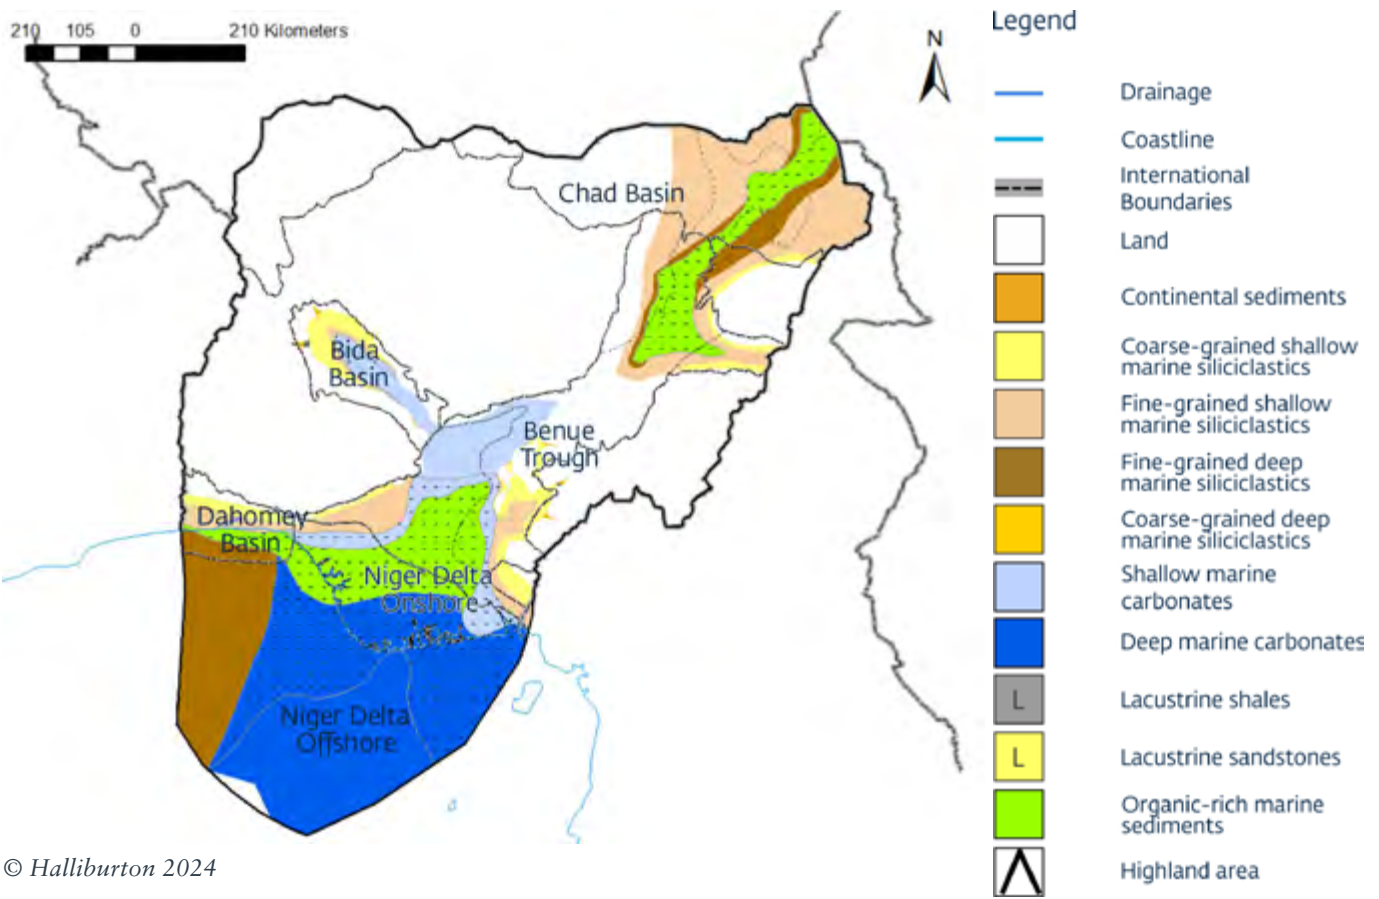 210 105 0 210 Kilometers
N
Chad Basin
Bida
Basin
Benue
Trough
Dahomey
Basin
Niger Delta
Onshore
Niger Delta
Offshore
© Halliburton 2024
Legend
Drainage
Coastline
International
Boundaries
Land
Continental sediments
Coarse-grained shallow
marine siliciclastics
Fine-grained shallow
marine siliciclastics
Fine-grained deep
marine siliciclastics
Coarse-grained deep
marine siliciclastics
Shallow marine
carbonates
Deep marine carbonates
L Lacustrine shales
L Lacustrine sandstones
Organic-rich marine
sediments
Highland area